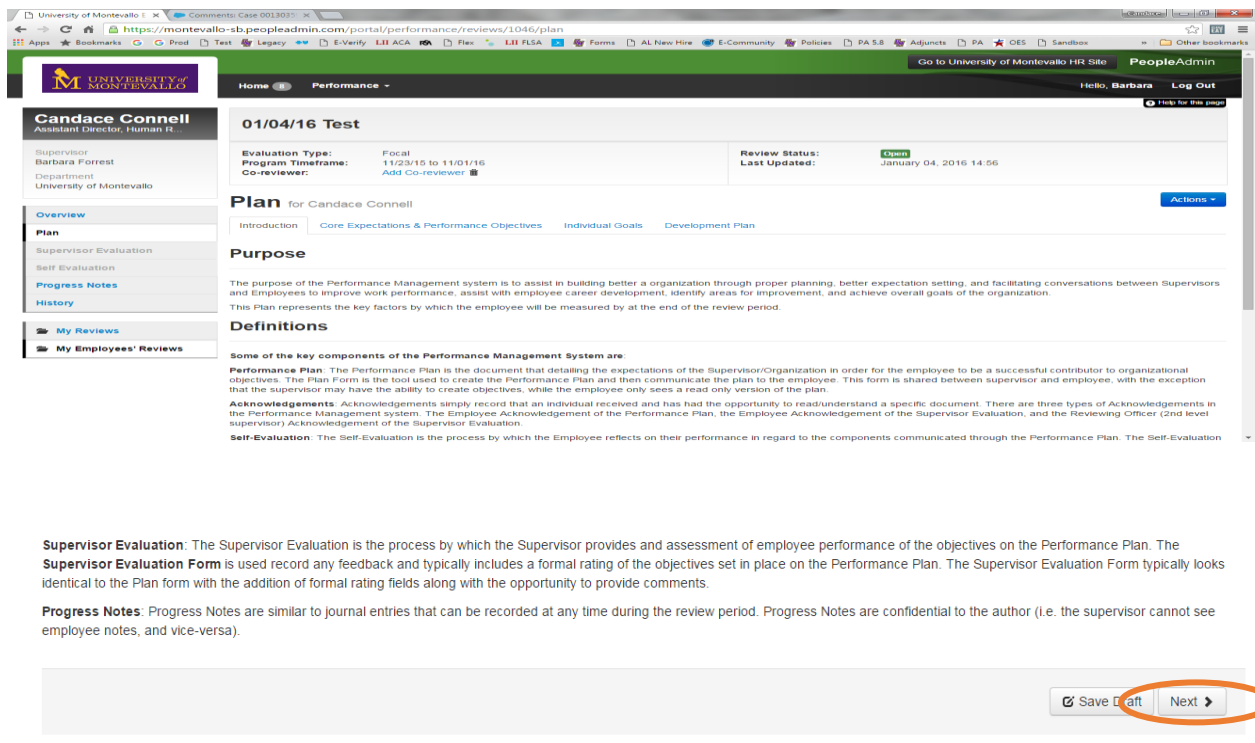 University of Montevallo E
Comments: Case 0013035
Candace
https://montevallo-sb.peopleadmin.com/portal/performance/reviews/1046/plan
Apps Bookmarks G G Prod Test Legacy E-Verify LII ACA Flex LII FLSA Forms AL New Hire E-Community Policies PA 5.8 Adjuncts PA OES Sandbox » Other bookmarks
Go to University of Montevallo HR Site PeopleAdmin
M UNIVERSITY of MONTEVALLO
Home 8 Performance Hello, Barbara Log Out
Help for this page
Candace Connell
Assistant Director, Human R...
Supervisor
Barbara Forrest
Department
University of Montevallo
Overview
Plan
Supervisor Evaluation
Self Evaluation
Progress Notes
History
My Reviews
My Employees' Reviews
01/04/16 Test
Evaluation Type: Focal Review Status: Open
Program Timeframe: 11/23/15 to 11/01/16 Last Updated: January 04, 2016 14:56
Co-reviewer: Add Co-reviewer
Plan for Candace Connell Actions
Introduction Core Expectations & Performance Objectives Individual Goals Development Plan
Purpose
The purpose of the Performance Management system is to assist in building better a organization through proper planning, better expectation setting, and facilitating conversations between Supervisors
and Employees to improve work performance, assist with employee career development, identify areas for improvement, and achieve overall goals of the organization.
This Plan represents the key factors by which the employee will be measured by at the end of the review period.
Definitions
Some of the key components of the Performance Management System are:
Performance Plan: The Performance Plan is the document that detailing the expectations of the Supervisor/Organization in order for the employee to be a successful contributor to organizational
objectives. The Plan Form is the tool used to create the Performance Plan and then communicate the plan to the employee. This form is shared between supervisor and employee, with the exception
that the supervisor may have the ability to create objectives, while the employee only sees a read only version of the plan.
Acknowledgements: Acknowledgements simply record that an individual received and has had the opportunity to read/understand a specific document. There are three types of Acknowledgements in
the Performance Management system. The Employee Acknowledgement of the Performance Plan, the Employee Acknowledgement of the Supervisor Evaluation, and the Reviewing Officer (2nd level
supervisor) Acknowledgement of the Supervisor Evaluation.
Self-Evaluation: The Self-Evaluation is the process by which the Employee reflects on their performance in regard to the components communicated through the Performance Plan. The Self-Evaluation
Supervisor Evaluation: The Supervisor Evaluation is the process by which the Supervisor provides and assessment of employee performance of the objectives on the Performance Plan. The
Supervisor Evaluation Form is used record any feedback and typically includes a formal rating of the objectives set in place on the Performance Plan. The Supervisor Evaluation Form typically looks
identical to the Plan form with the addition of formal rating fields along with the opportunity to provide comments.
Progress Notes: Progress Notes are similar to journal entries that can be recorded at any time during the review period. Progress Notes are confidential to the author (i.e. the supervisor cannot see
employee notes, and vice-versa).
Save Draft Next